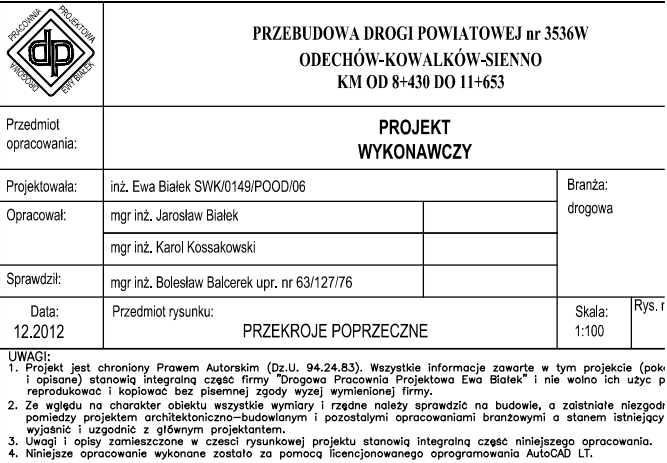 PRACOWNIA PROJEKTOWA
dp
DROGOWA EWY BIAŁEK
PRZEBUDOWA DROGI POWIATOWEJ nr 3536W
ODECHÓW-KOWALKÓW-SIENNO
KM OD 8+430 DO 11+653
Przedmiot
opracowania:
PROJEKT
WYKONAWCZY
Projektowała: inż. Ewa Białek SWK/0149/POOD/06
Branża:
drogowa
Opracował: mgr inż. Jarosław Białek
mgr inż. Karol Kossakowski
Sprawdził: mgr inż. Bolesław Balcerek upr. nr 63/127/76
Data:
12.2012
Przedmiot rysunku:
PRZEKROJE POPRZECZNE
Skala:
1:100
Rys.
UWAGI:
1. Projekt jest chroniony Prawem Autorskim (Dz.U. 94.24.83). Wszystkie informacje zawarte w tym projekcie
i opisane) stanowią integralną część firmy "Drogowa Pracownia Projektowa Ewa Białek" i nie wolno ich użyc
reprodukować i kopiować bez pisemnej zgody wyzej wymienionej firmy.
2. Ze względu na charakter obiektu wszystkie wymiary i rzędne należy sprawdzić na budowie, a zaistniałe
pomiedzy projektem architektoniczno-budowlanym i pozostalymi opracowaniami branżowymi a stanem
wyjaśnić i uzgodnić z głównym projektantem.
3. Uwagi i opisy zamieszczone w czesci rysunkowej projektu stanowią integralną część niniejszego opracowania.
4. Niniejsze opracowanie wykonane zostało za pomocą licencjonowanego oprogramowania AutoCAD LT.